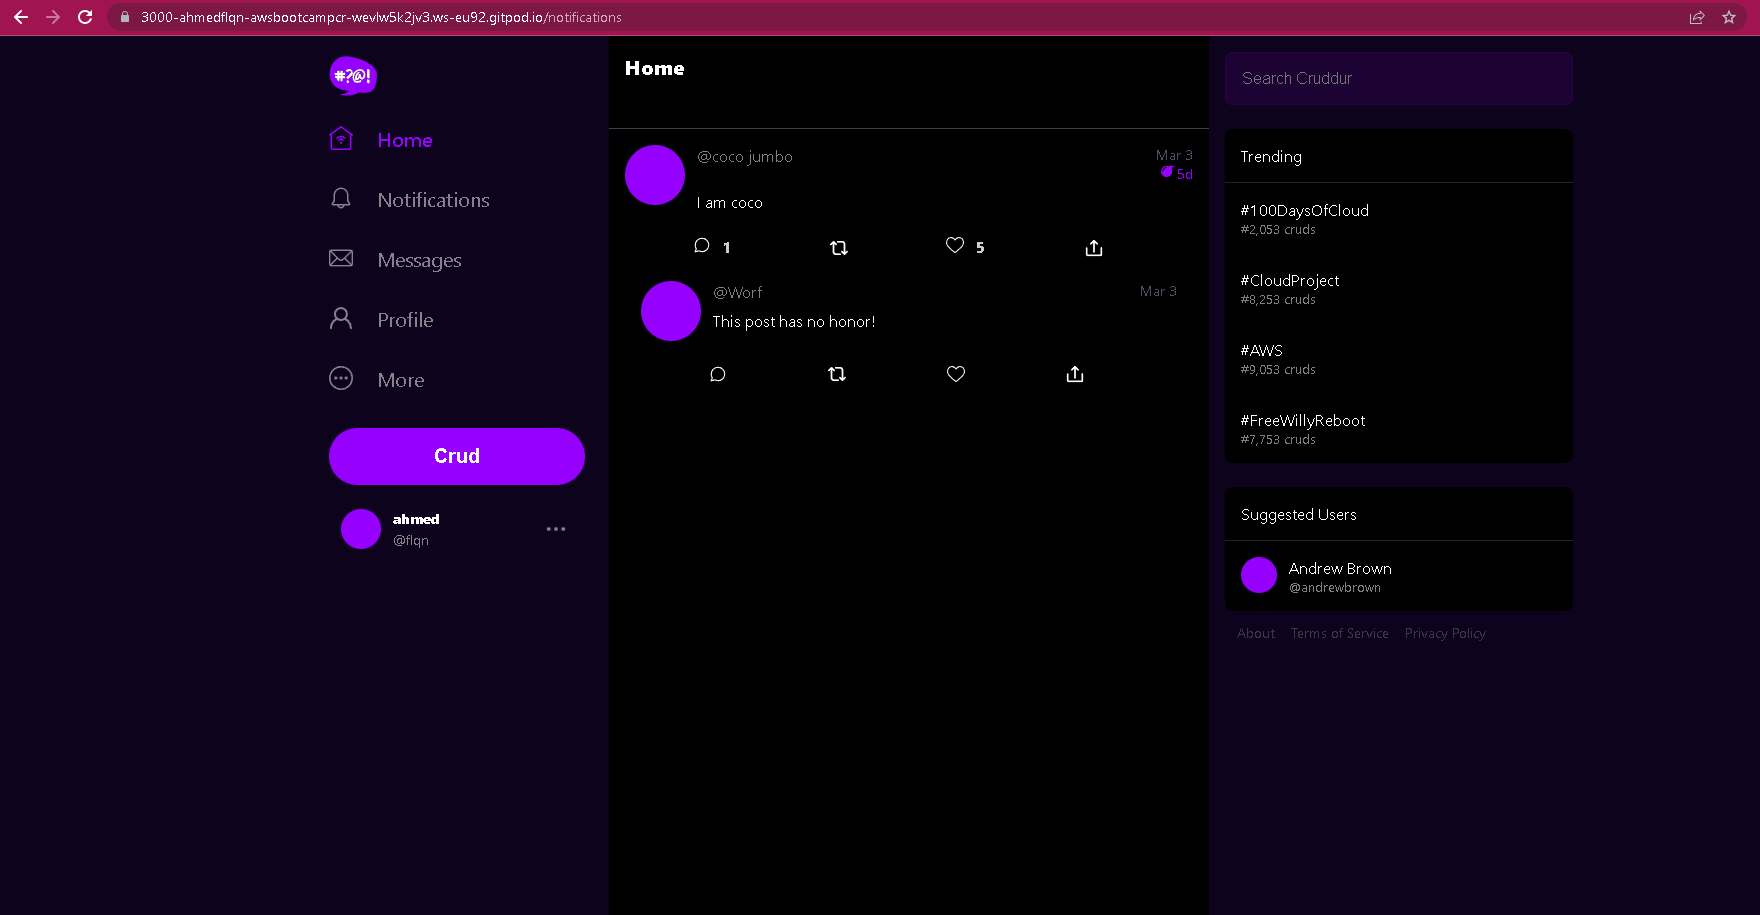 3000-ahmedflqn-awsbootcampcr-wevlw5k2jv3.ws-eu92.gitpod.io/notifications
#?@!
Home
Notifications
Messages
Profile
More
Crud
ahmed
@flqn
Home
@coco jumbo
Mar 3
5d
I am coco
1
5
@Worf
Mar 3
This post has no honor!
Search Cruddur
Trending
#100DaysOfCloud
#2,053 cruds
#CloudProject
#8,253 cruds
#AWS
#9,053 cruds
#FreeWillyReboot
#7,753 cruds
Suggested Users
Andrew Brown
@andrewbrown
About Terms of Service Privacy Policy